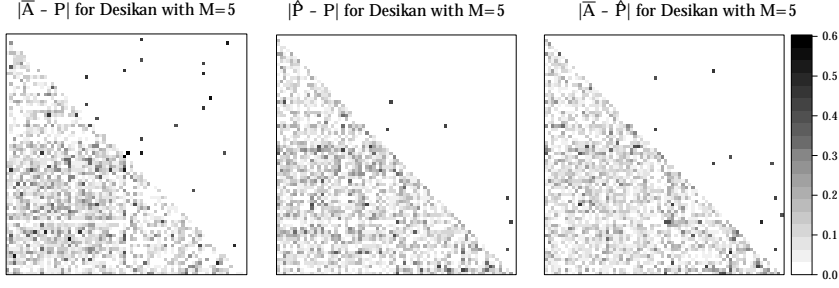 |A̅ - P| for Desikan with M=5
|P̂ - P| for Desikan with M=5
|A̅ - P̂| for Desikan with M=5
0.6
0.5
0.4
0.3
0.2
0.1
0.0